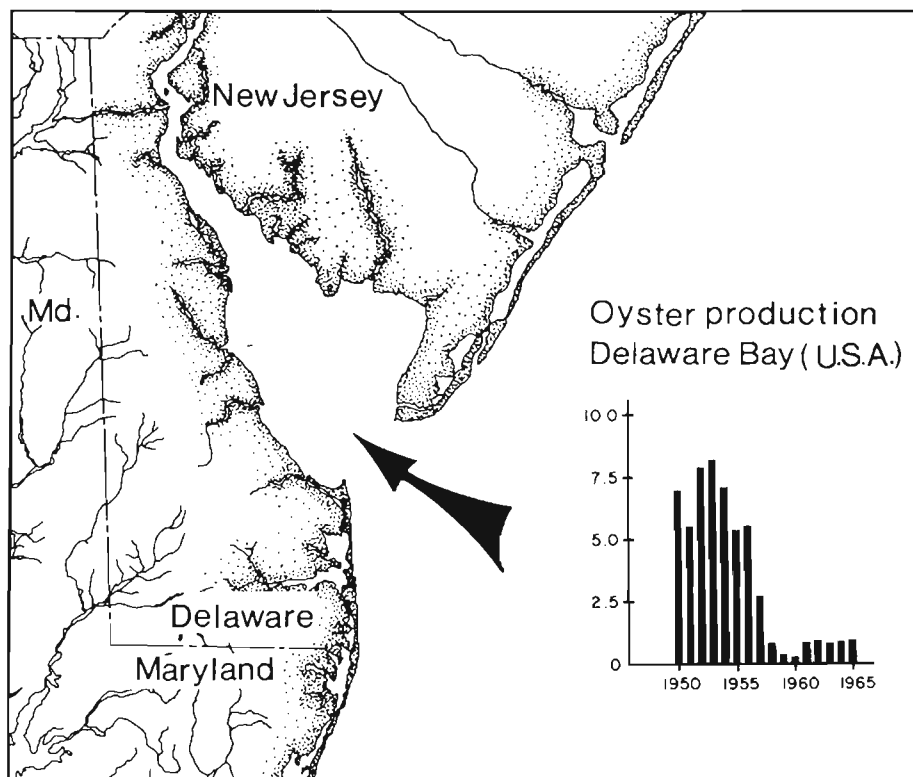 New Jersey
Md.
Oyster production
Delaware Bay (U.S.A.)
10.0
7.5
5.0
2.5
0
1950 1955 1960 1965
Delaware
Maryland